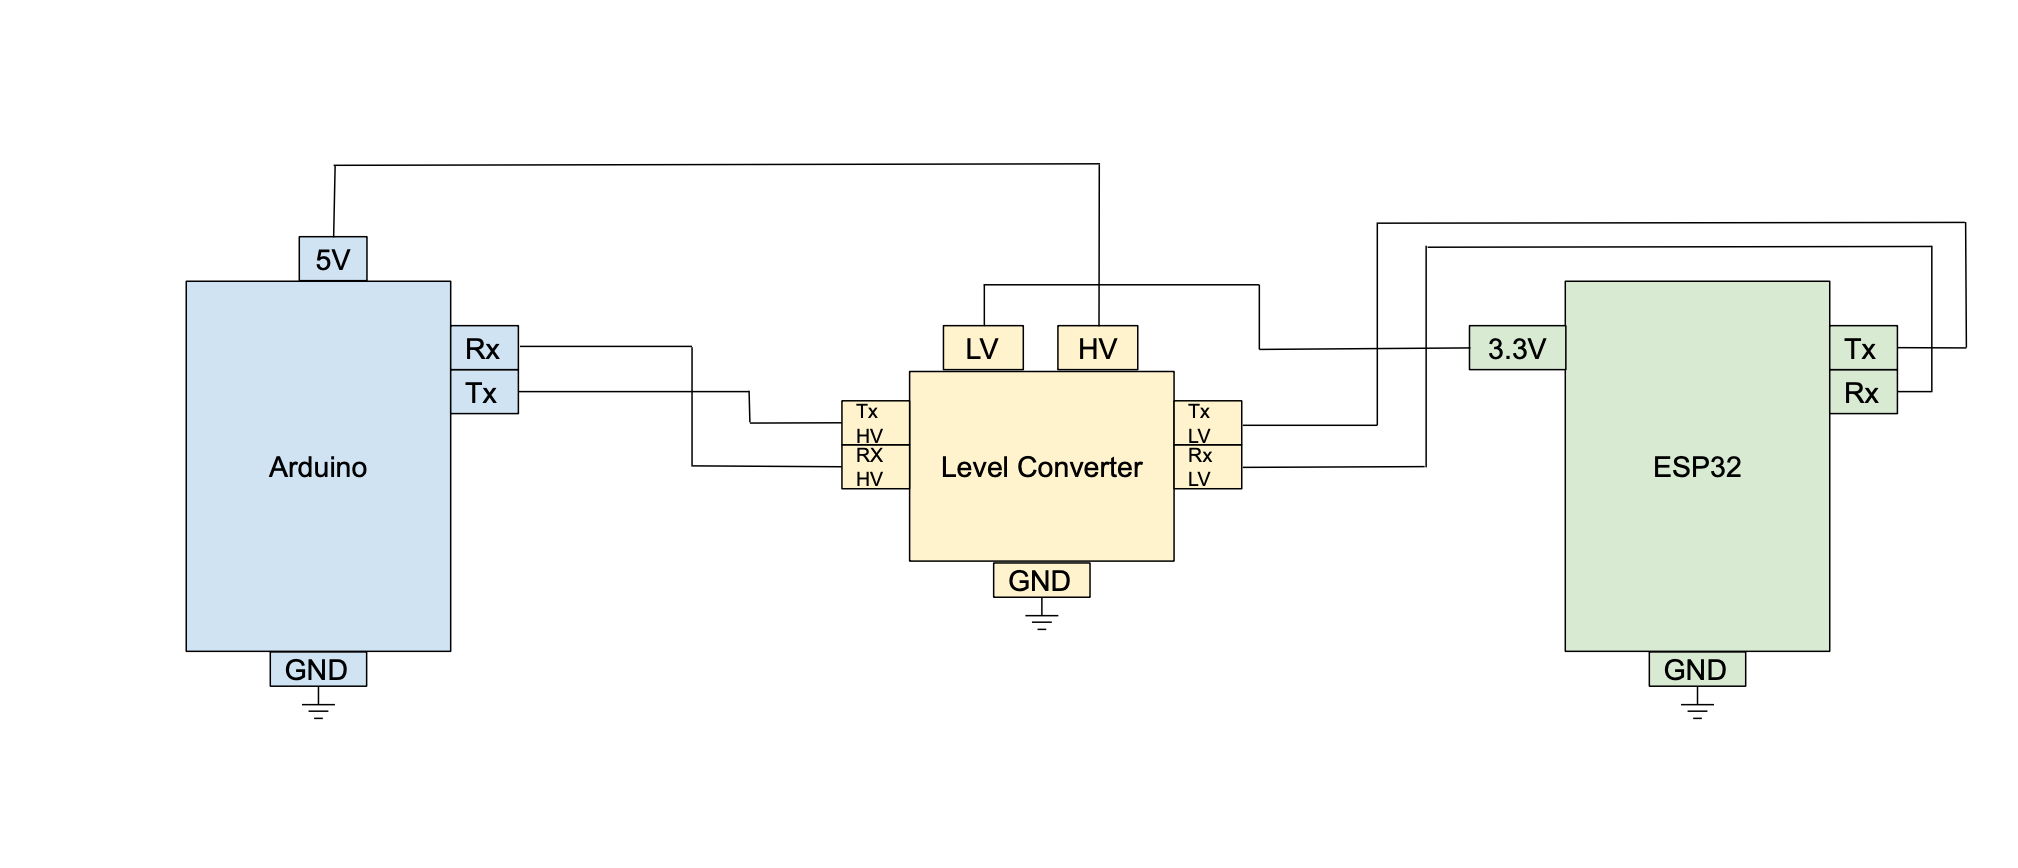 5V
Rx
Tx
Arduino
GND
LV
HV
Tx
HV
RX
HV
Level Converter
Tx
LV
Rx
LV
GND
3.3V
Tx
Rx
ESP32
GND